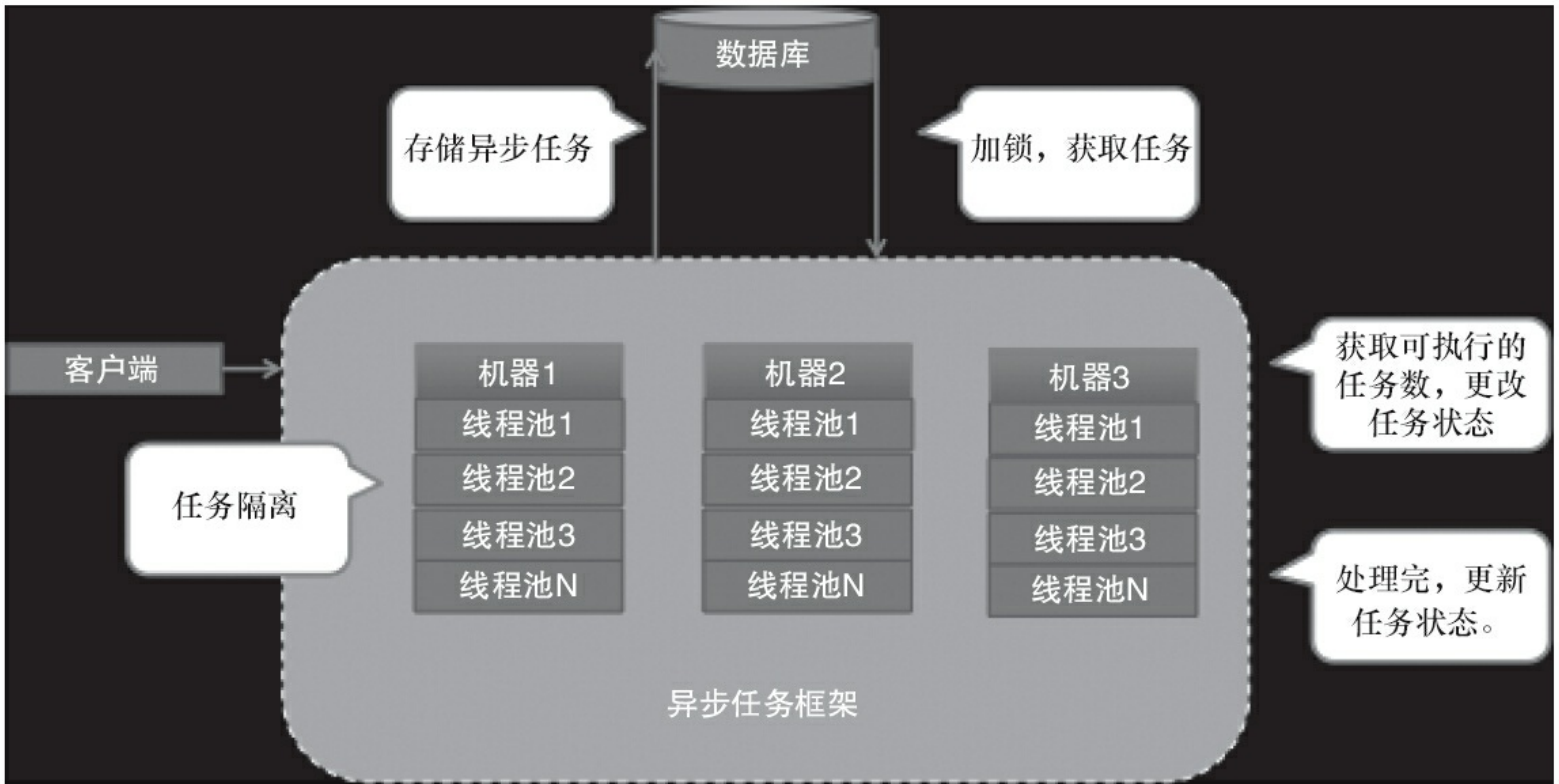 数据库
存储异步任务
加锁，获取任务
客户端
机器1
线程池1
线程池2
线程池3
线程池N
机器2
线程池1
线程池2
线程池3
线程池N
机器3
线程池1
线程池2
线程池3
线程池N
获取可执行的
任务数，更改
任务状态
任务隔离
处理完，更新
任务状态。
异步任务框架